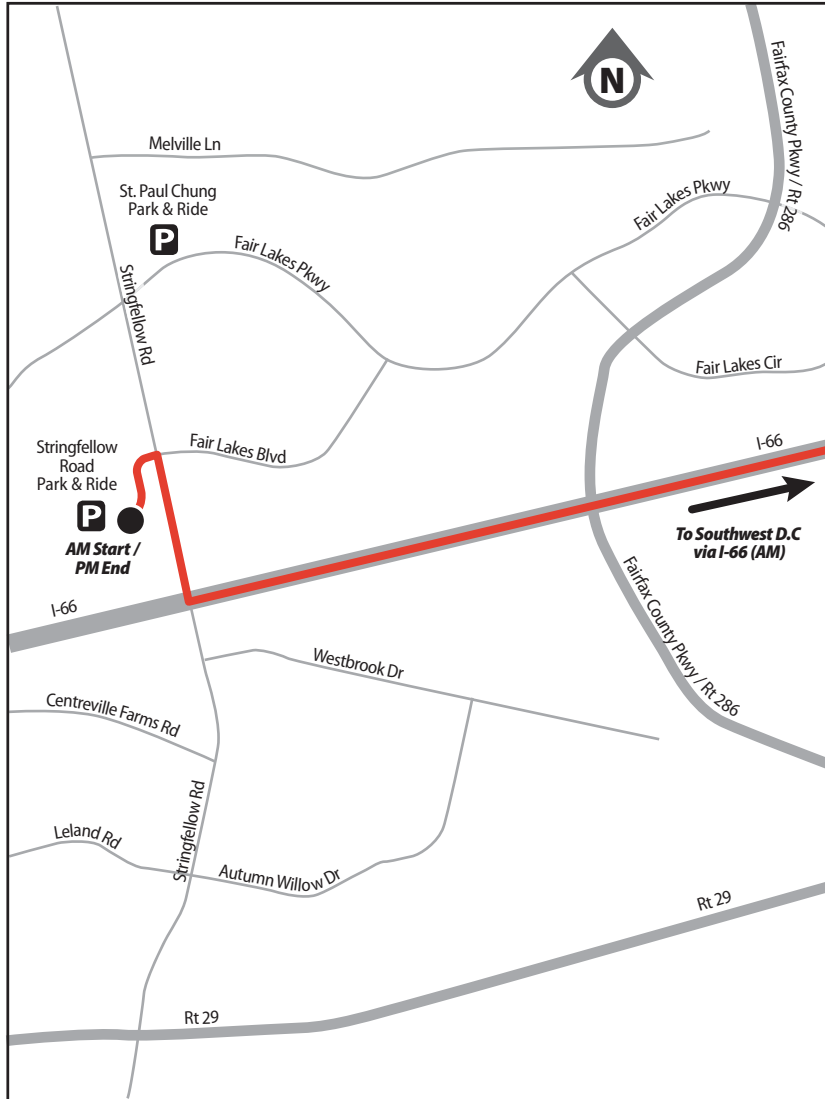 N
Fairfax County Pkwy / Rt 286
Melville Ln
St. Paul Chung
Park & Ride
P
Fair Lakes Pkwy
Fair Lakes Pkwy
Stringfellow Rd
Fair Lakes Cir
Stringfellow
Road
Park & Ride
P
Fair Lakes Blvd
I-66
AM Start /
PM End
To Southwest D.C
via I-66 (AM)
I-66
Fairfax County Pkwy / Rt 286
Westbrook Dr
Centreville Farms Rd
Stringfellow Rd
Leland Rd
Autumn Willow Dr
Rt 29
Rt 29